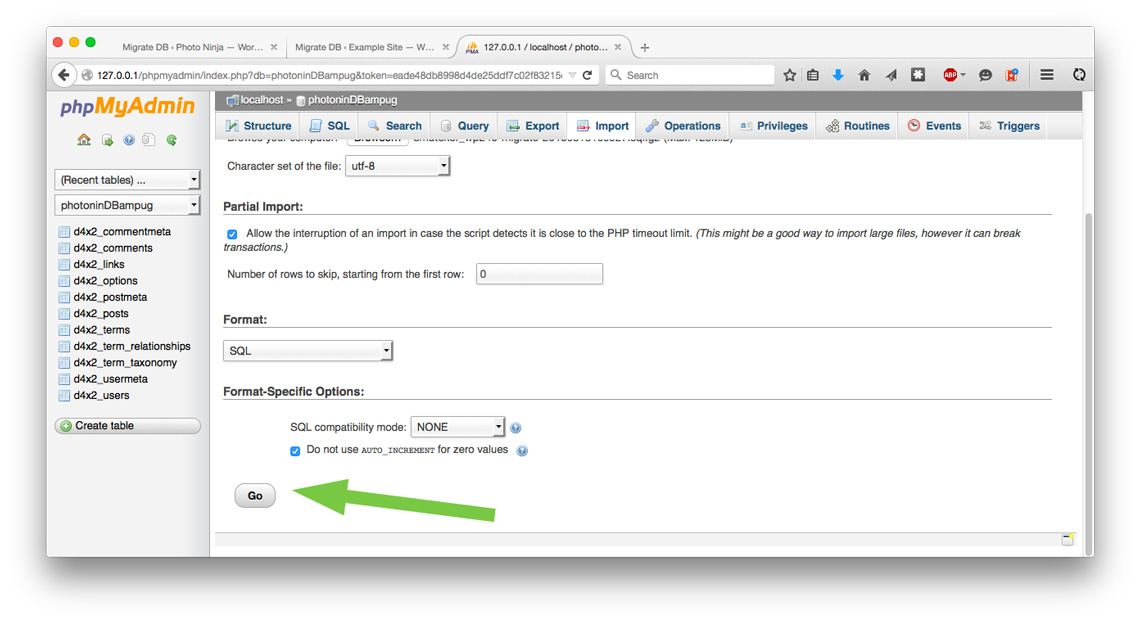 Migrate DB ‹ Photo Ninja — Wor...
Migrate DB ‹ Example Site — W...
127.0.0.1 / localhost / photo...
127.0.0.1/phpmyadmin/index.php?db=photoninDBampug&token=eade48db8998d4de25ddf7c02f83215
Search
ABP
phpMyAdmin
(Recent tables) ...
photoninDBampug
d4x2_commentmeta
d4x2_comments
d4x2_links
d4x2_options
d4x2_postmeta
d4x2_posts
d4x2_terms
d4x2_term_relationships
d4x2_term_taxonomy
d4x2_usermeta
d4x2_users
Create table
localhost » photoninDBampug
Structure SQL Search Query Export Import Operations Privileges Routines Events Triggers
Character set of the file: utf-8
Partial Import:
Allow the interruption of an import in case the script detects it is close to the PHP timeout limit. (This might be a good way to import large files, however it can break
transactions.)
Number of rows to skip, starting from the first row: 0
Format:
SQL
Format-Specific Options:
SQL compatibility mode: NONE
Do not use AUTO_INCREMENT for zero values
Go